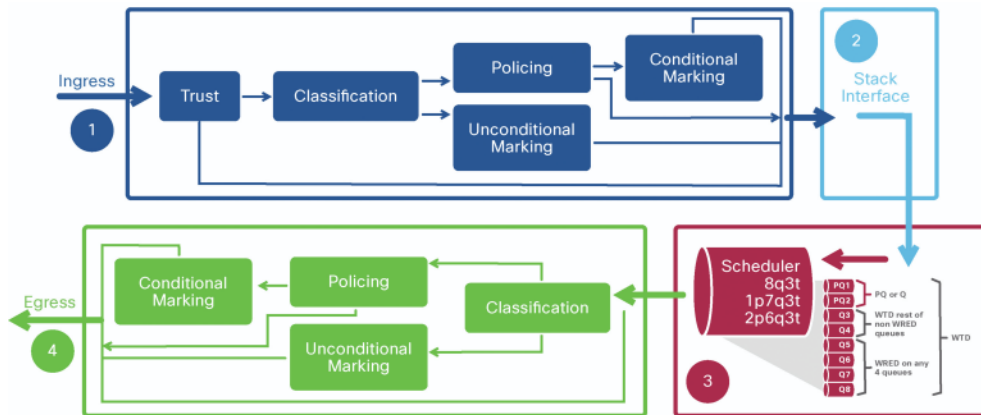 Ingress
1
Trust
Classification
Policing
Unconditional
Marking
Conditional
Marking
2
Stack
Interface
Scheduler
8q3t
1p7q3t
2p6q3t
PQ1
PQ2
Q3
Q4
Q5
Q6
Q7
Q8
PQ or Q
WTD rest of
non WRED
queues
WRED on any
4 queues
WTD
3
Classification
Policing
Unconditional
Marking
Conditional
Marking
Egress
4